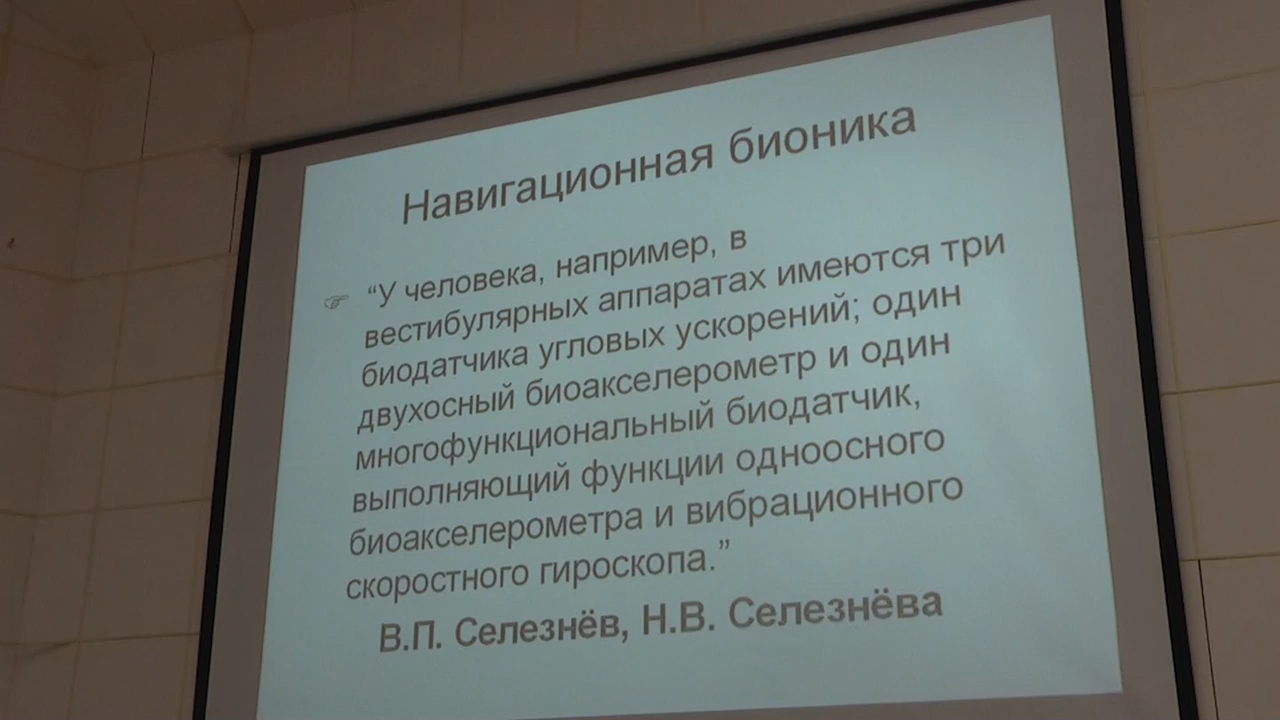 Навигационная бионика
☞ “У человека, например, в
вестибулярных аппаратах имеются три
биодатчика угловых ускорений; один
двухосный биоакселерометр и один
многофункциональный биодатчик,
выполняющий функции одноосного
биоакселерометра и вибрационного
скоростного гироскопа.”
В.П. Селезнёв, Н.В. Селезнёва